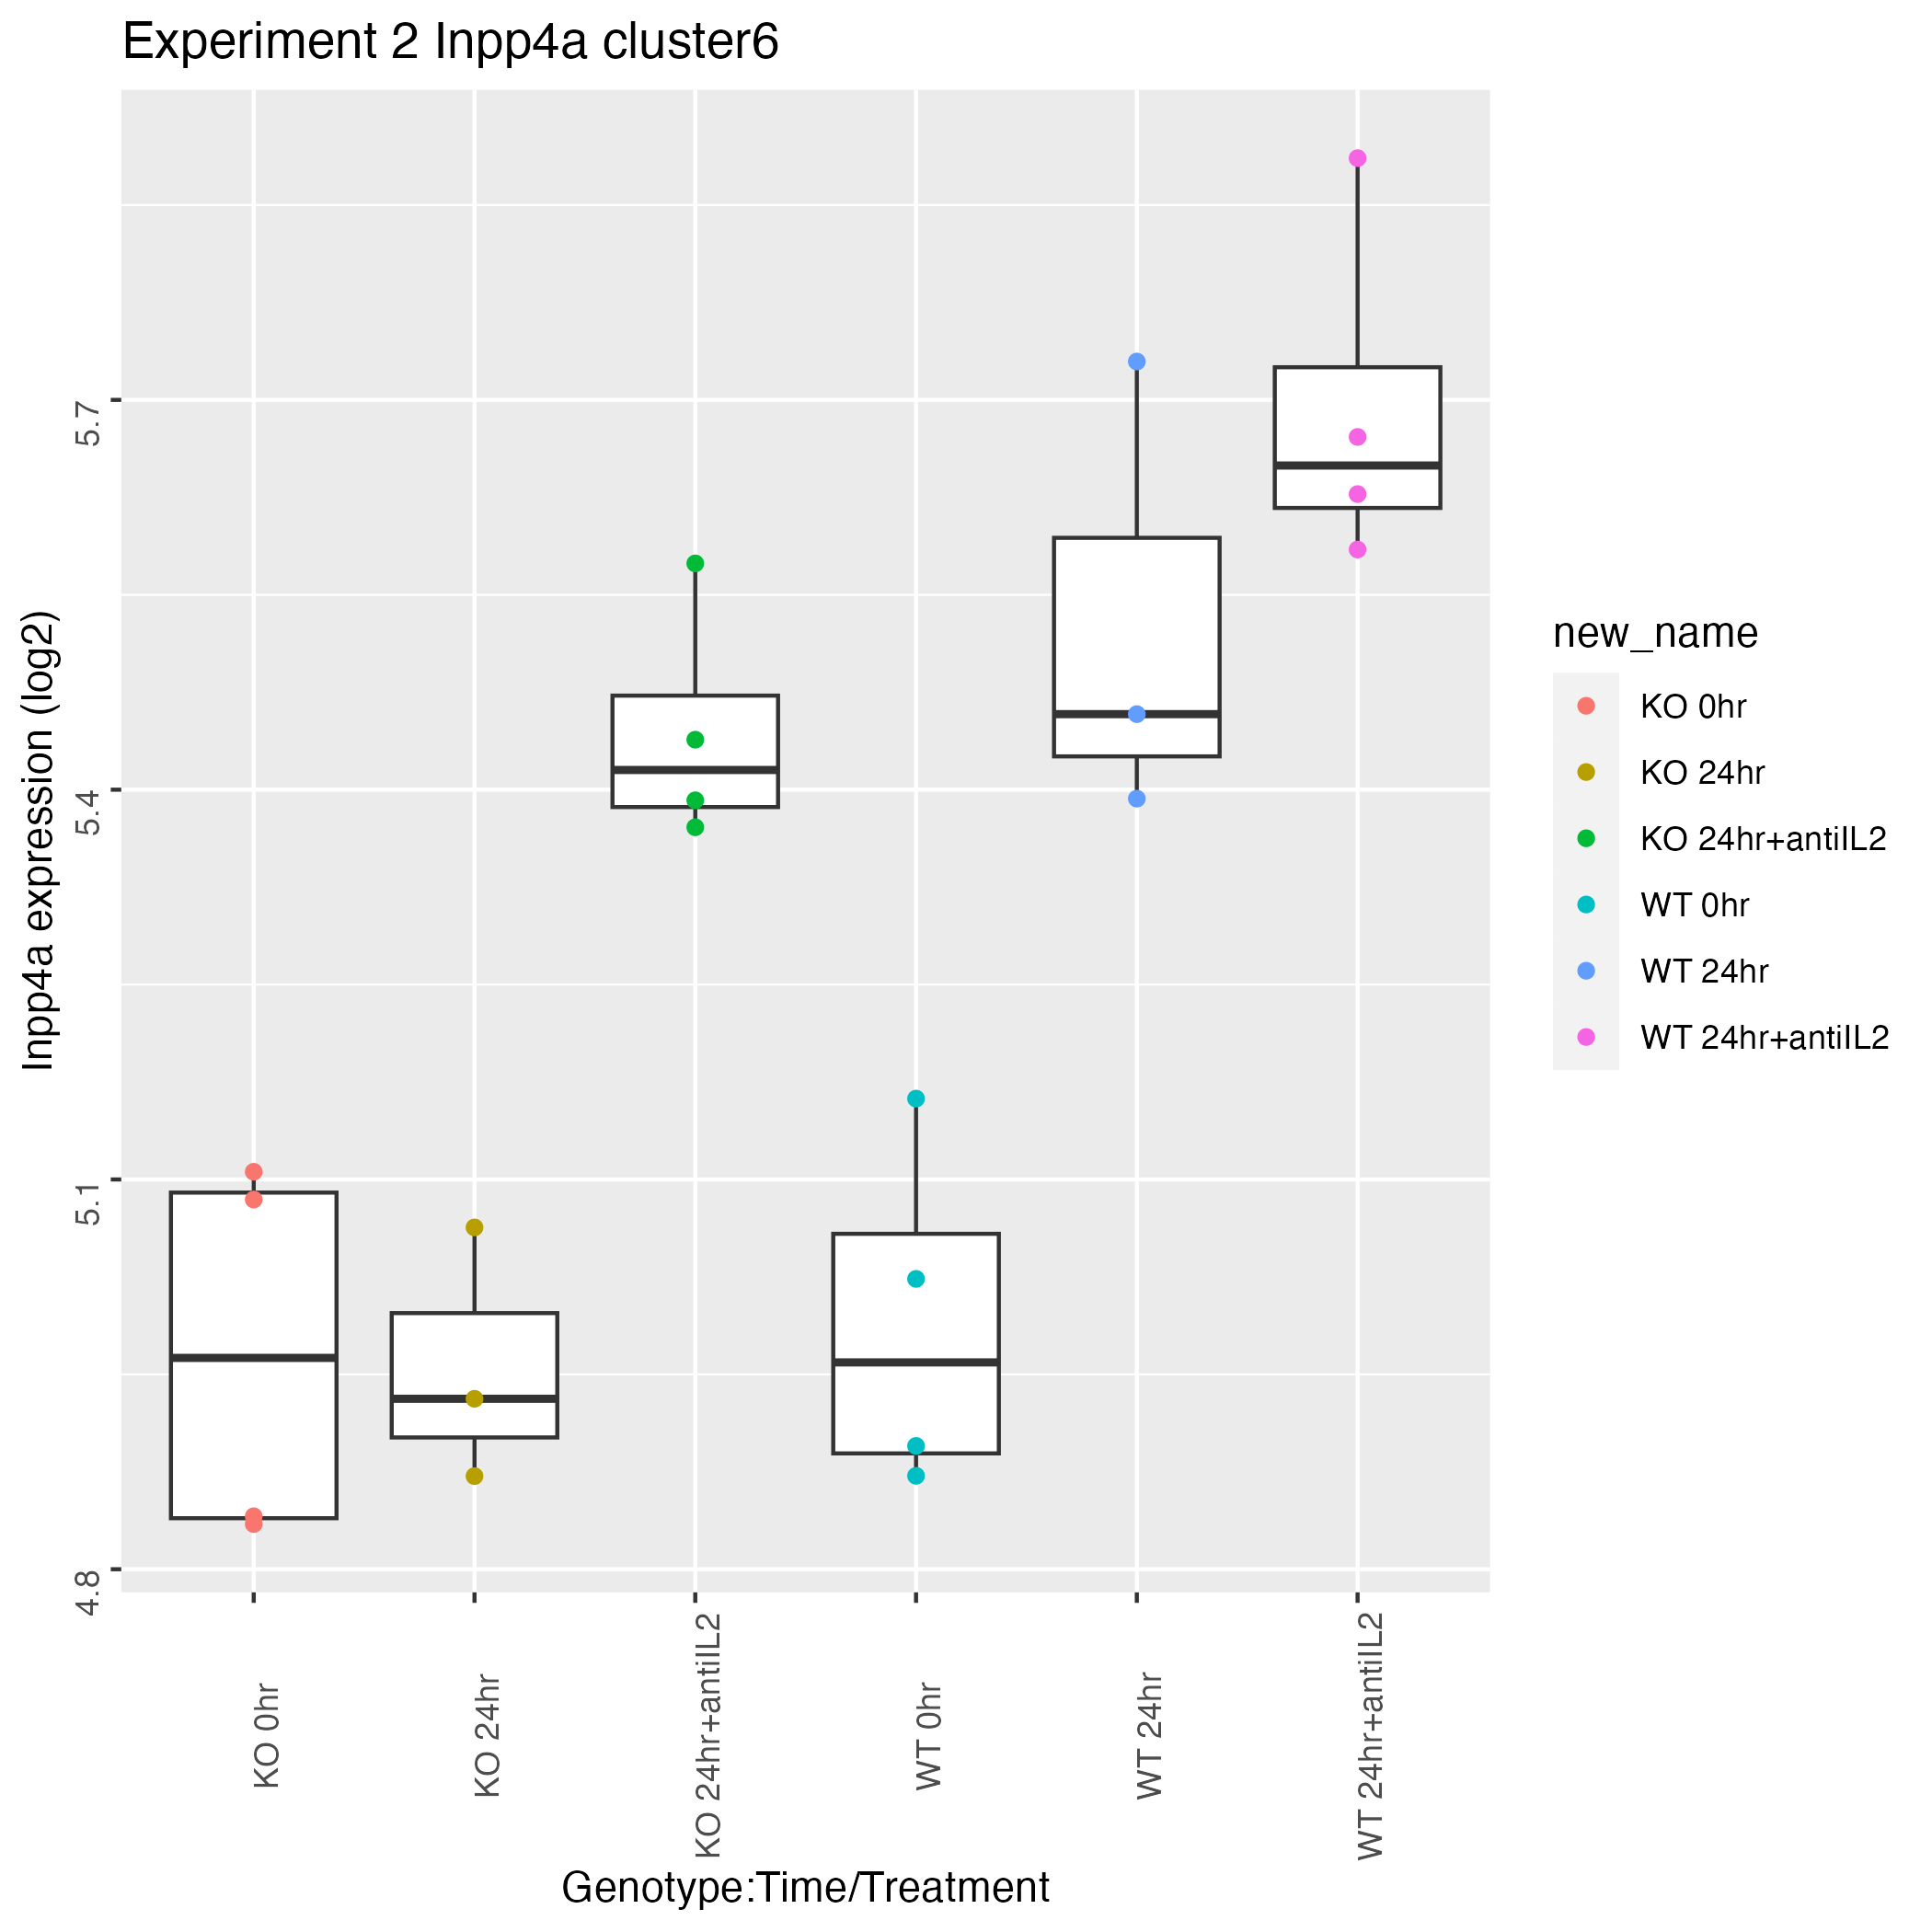 Experiment 2 Inpp4a cluster6
Inpp4a expression (log2)
5.7
5.4
5.1
4.8
KO 0hr
KO 24hr
KO 24hr+antiIL2
WT 0hr
WT 24hr
WT 24hr+antiIL2
Genotype:Time/Treatment
new_name
KO 0hr
KO 24hr
KO 24hr+antiIL2
WT 0hr
WT 24hr
WT 24hr+antiIL2